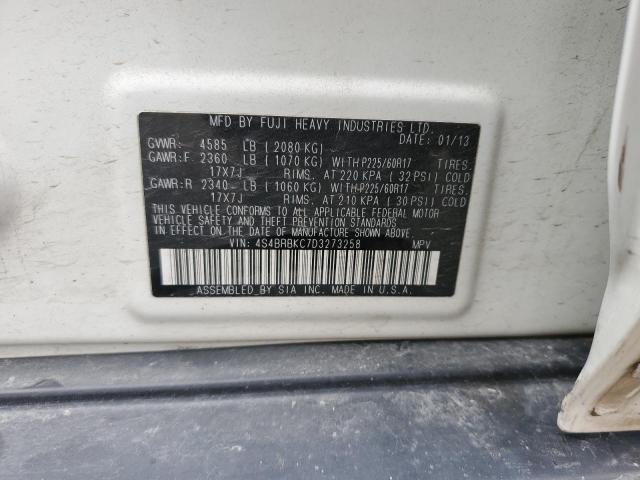 MFD BY FUJI HEAVY INDUSTRIES LTD.
GVWR: 4585 LB ( 2080 KG) DATE: 01/13
GAWR:F 2360 LB ( 1070 KG) WITH P225/60R17 TIRES,
17X7J RIMS, AT 220 KPA ( 32 PSI) COLD
GAWR:R 2340 LB ( 1060 KG) WITH P225/60R17 TIRES,
17X7J RIMS, AT 210 KPA ( 30 PSI) COLD
THIS VEHICLE CONFORMS TO ALL APPLICABLE FEDERAL MOTOR
VEHICLE SAFETY, BUMPER, AND THEFT PREVENTION STANDARDS
IN EFFECT ON THE DATE OF MANUFACTURE SHOWN ABOVE.
VIN: 4S4BRBKC7D3273258 MPV
ASSEMBLED BY SIA INC. IN U.S.A.